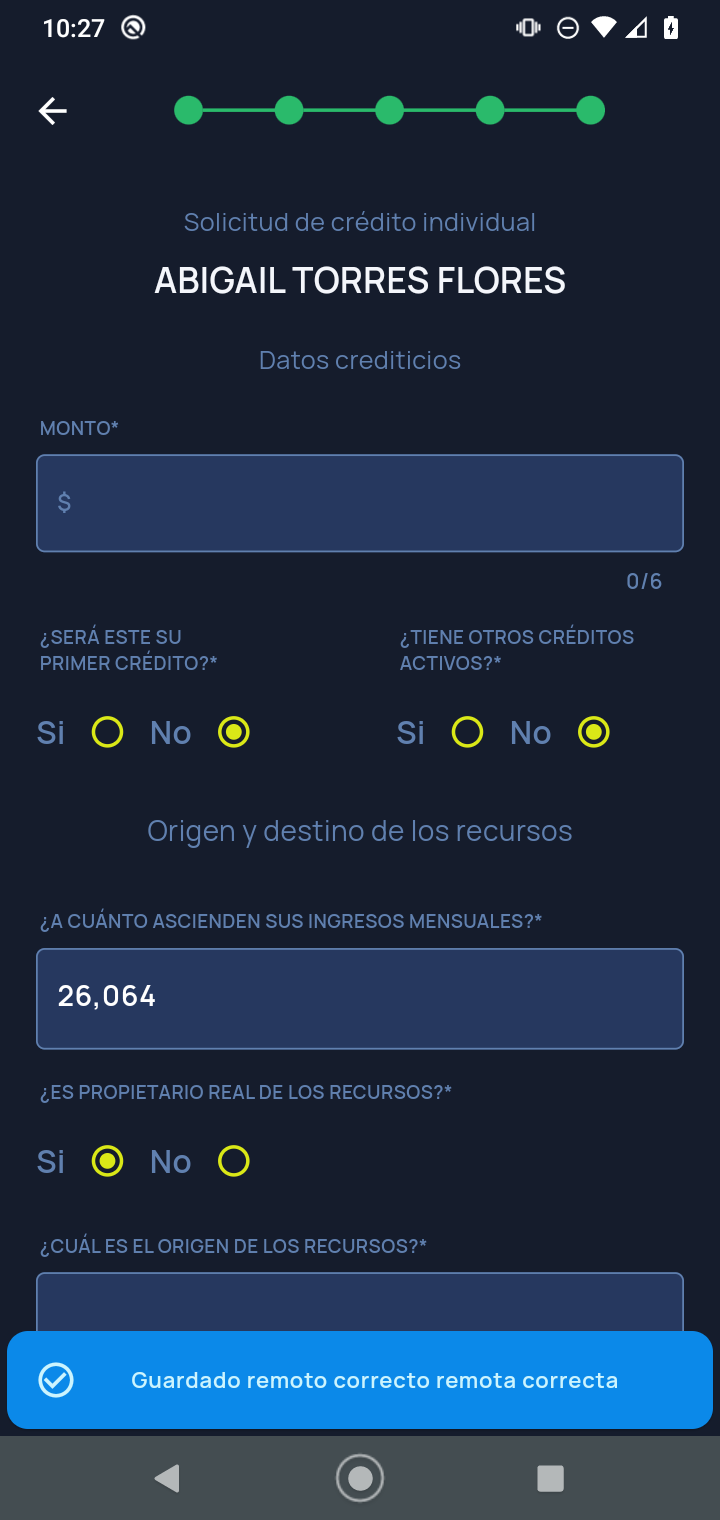 10:27
Solicitud de crédito individual
ABIGAIL TORRES FLORES
Datos crediticios
MONTO*
$
0/6
¿SERÁ ESTE SU
PRIMER CRÉDITO?*
¿TIENE OTROS CRÉDITOS
ACTIVOS?*
Si No
Si No
Origen y destino de los recursos
¿A CUÁNTO ASCIENDEN SUS INGRESOS MENSUALES?*
26,064
¿ES PROPIETARIO REAL DE LOS RECURSOS?*
Si No
¿CUÁL ES EL ORIGEN DE LOS RECURSOS?*
Guardado remoto correcto remota correcta